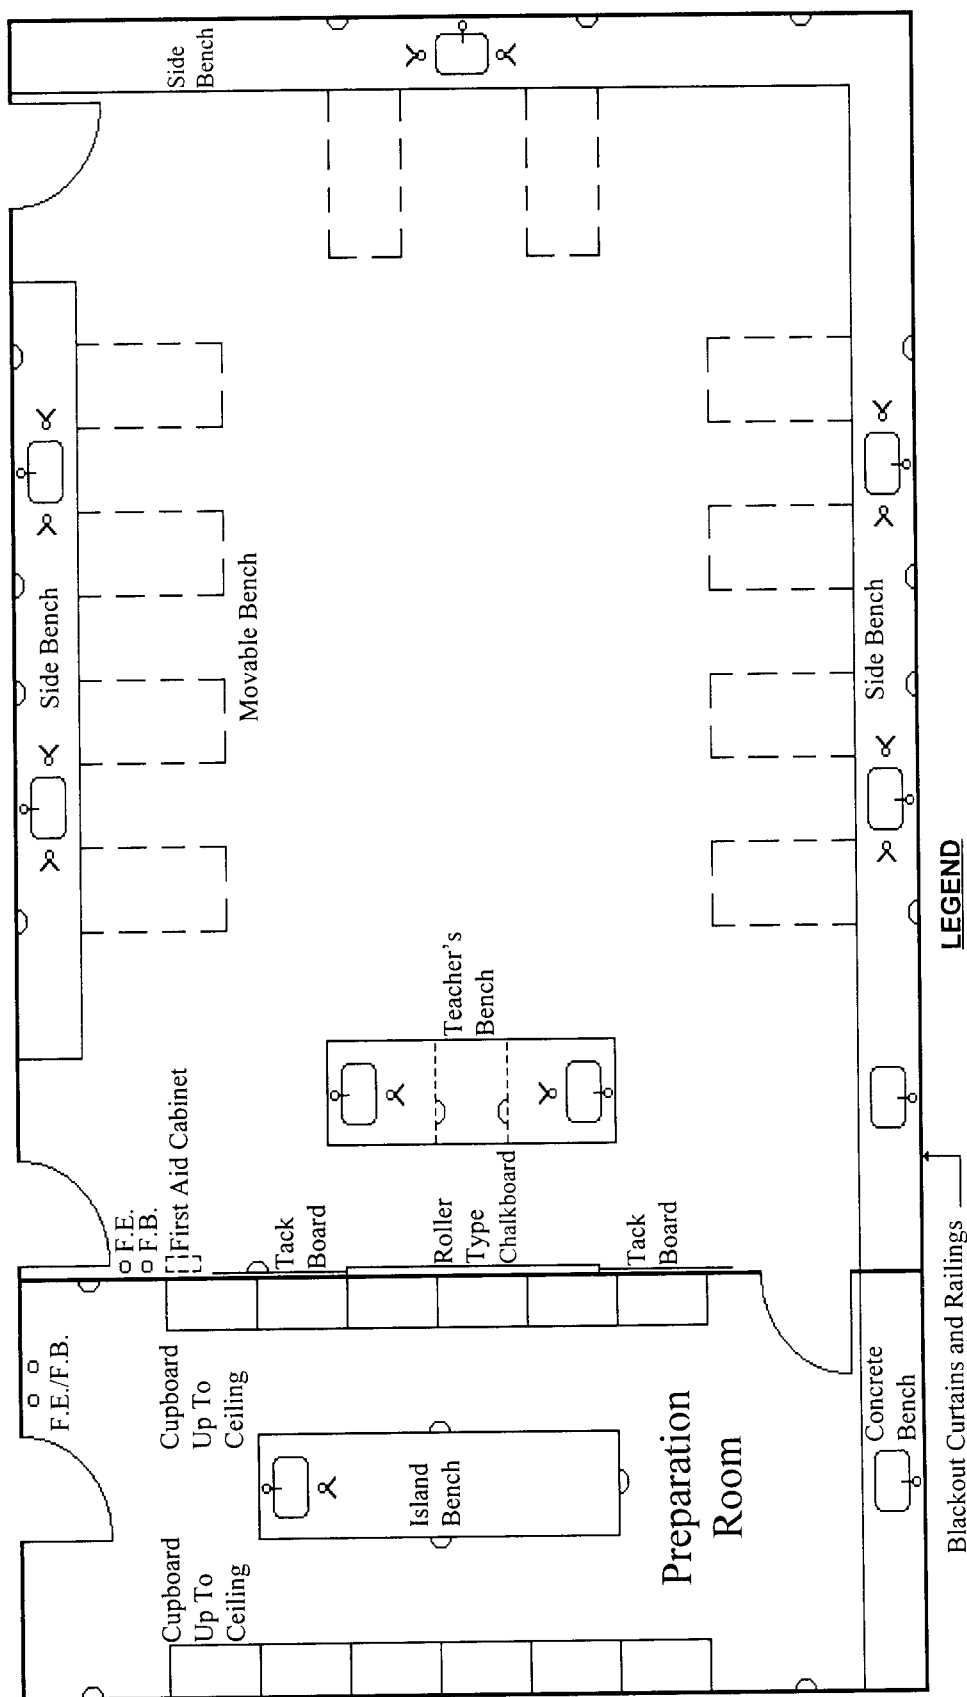 Side
Bench
Side Bench
Movable Bench
Side Bench
Teacher's
Bench
F.E.
F.B.
First Aid Cabinet
Tack
Board
Roller
Type
Chalkboard
Tack
Board
F.E./F.B.
Cupboard
Up To
Ceiling
Island
Bench
Cupboard
Up To
Ceiling
Preparation
Room
Concrete
Bench
Blackout Curtains and Railings
LEGEND